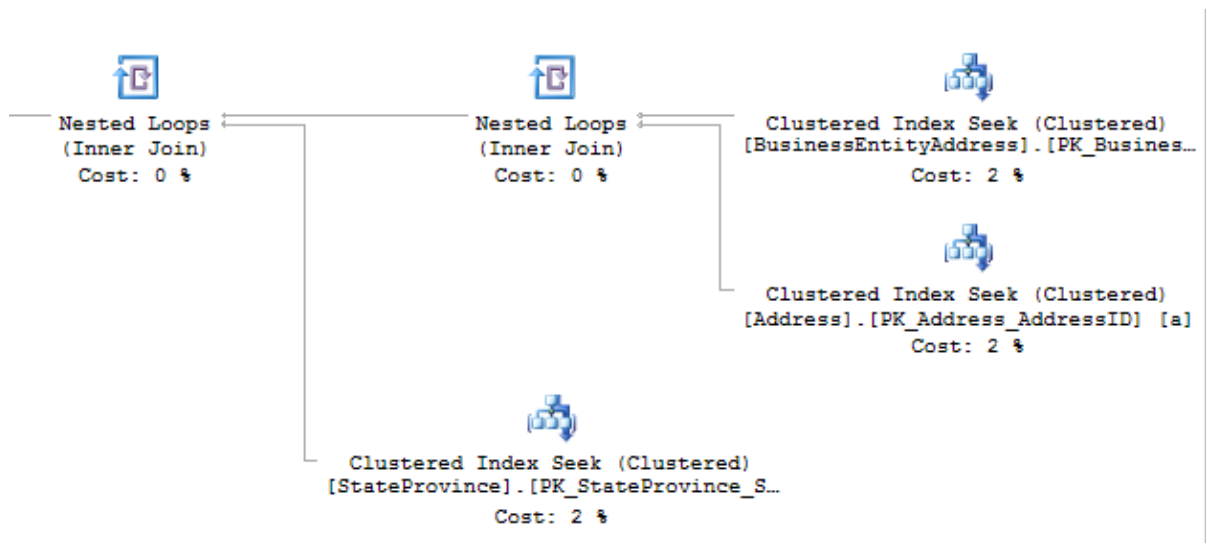 Nested Loops
(Inner Join)
Cost: 0 %
Nested Loops
(Inner Join)
Cost: 0 %
Clustered Index Seek (Clustered)
[BusinessEntityAddress].[PK_Busines…
Cost: 2 %
Clustered Index Seek (Clustered)
[Address].[PK_Address_AddressID] [a]
Cost: 2 %
Clustered Index Seek (Clustered)
[StateProvince].[PK_StateProvince_S…
Cost: 2 %